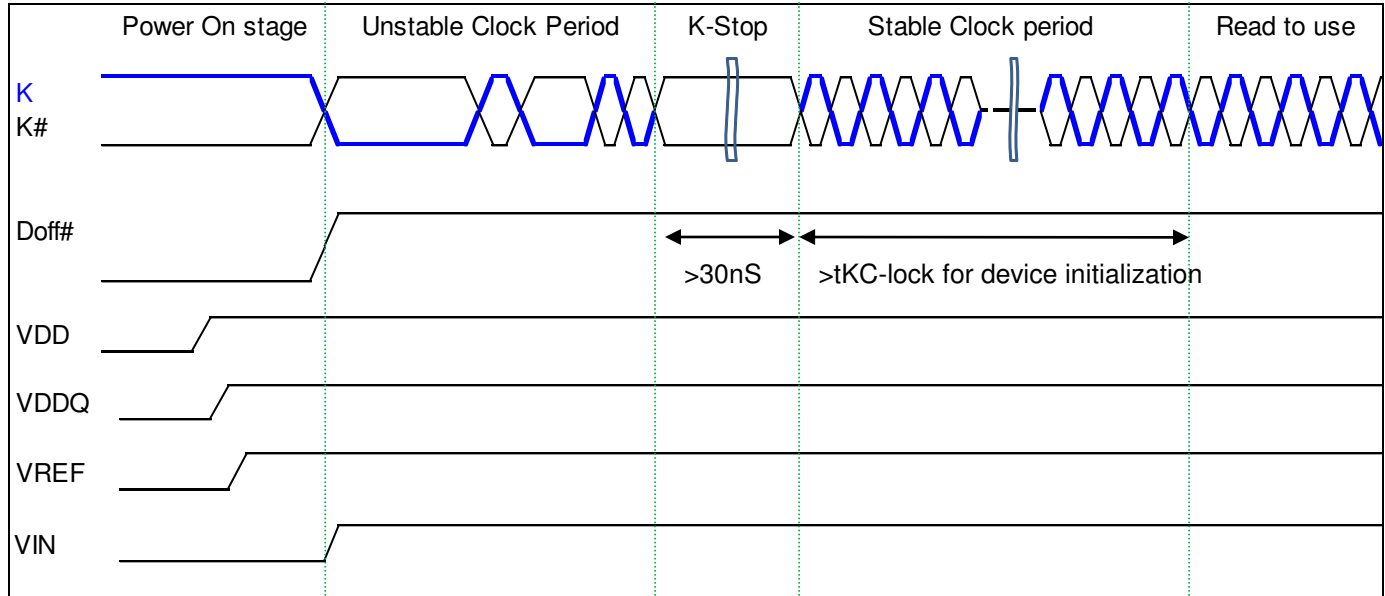 Power On stage
Unstable Clock Period
K-Stop
Stable Clock period
Read to use
K
K#
Doff#
>30nS
>tKC-lock for device initialization
VDD
VDDQ
VREF
VIN